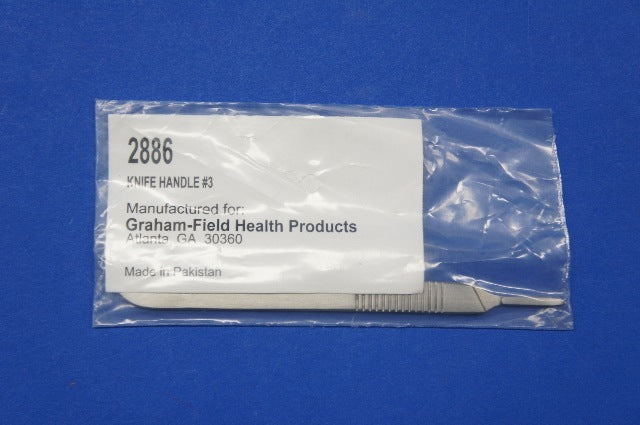 2886
KNIFE HANDLE #3
Manufactured for:
Graham-Field Health Products
Atlanta GA 30360
Made in Pakistan